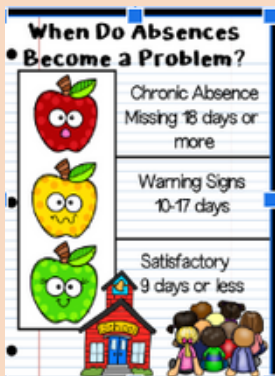 When Do Absences
Become a Problem?
Chronic Absence
Missing 18 days or
more
Warning Signs
10-17 days
Satisfactory
9 days or less